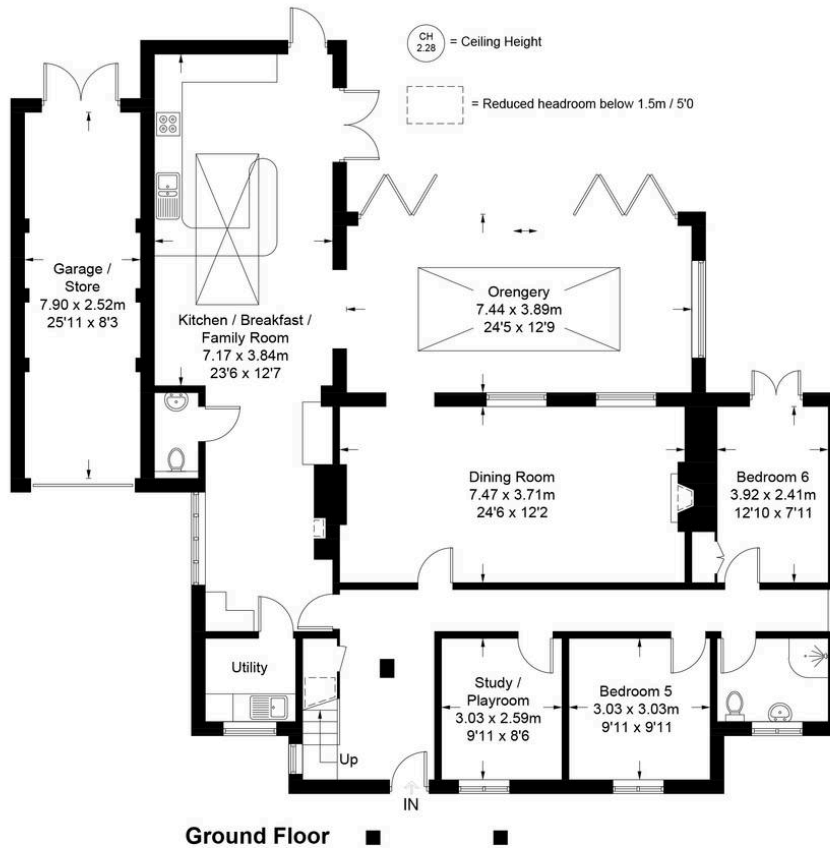 CH
2.28
= Ceiling Height
= Reduced headroom below 1.5m / 5'0
Garage /
Store
7.90 x 2.52m
25'11 x 8'3
Kitchen / Breakfast /
Family Room
7.17 x 3.84m
23'6 x 12'7
Orengery
7.44 x 3.89m
24'5 x 12'9
Dining Room
7.47 x 3.71m
24'6 x 12'2
Bedroom 6
3.92 x 2.41m
12'10 x 7'11
Utility
Up
IN
Study /
Playroom
3.03 x 2.59m
9'11 x 8'6
Bedroom 5
3.03 x 3.03m
9'11 x 9'11
Ground Floor